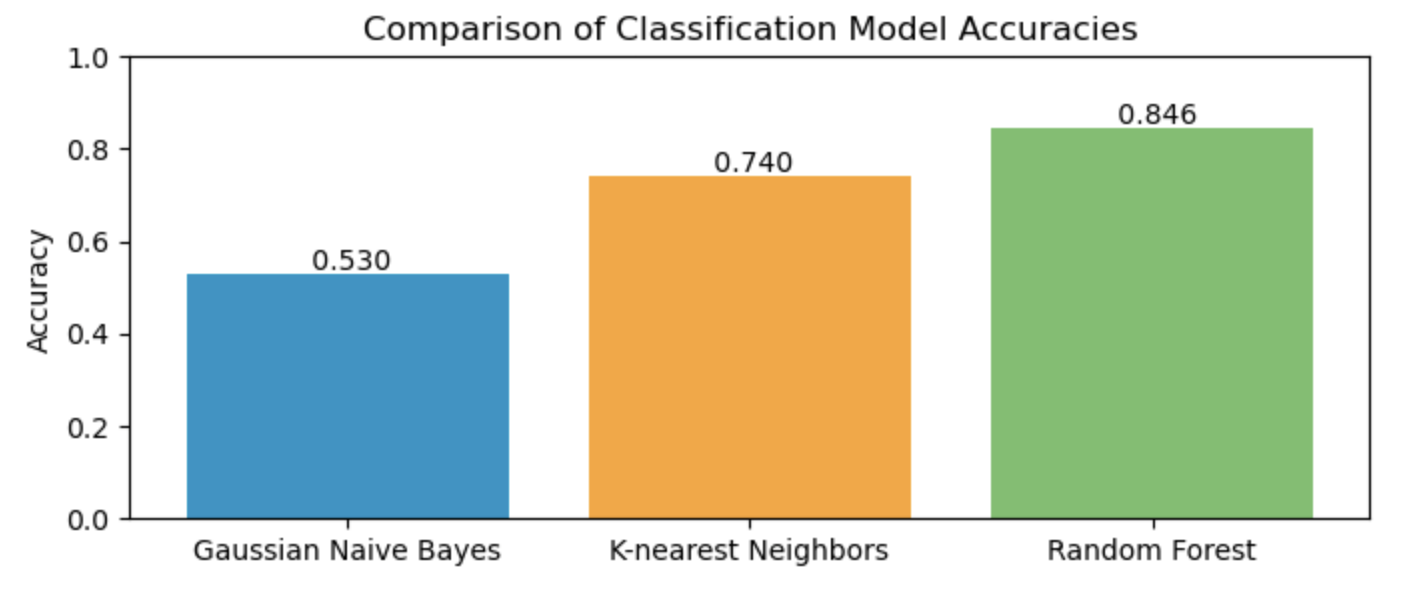 Comparison of Classification Model Accuracies
1.0
0.8
0.6
0.4
0.2
0.0
Accuracy
0.530
0.740
0.846
Gaussian Naive Bayes
K-nearest Neighbors
Random Forest